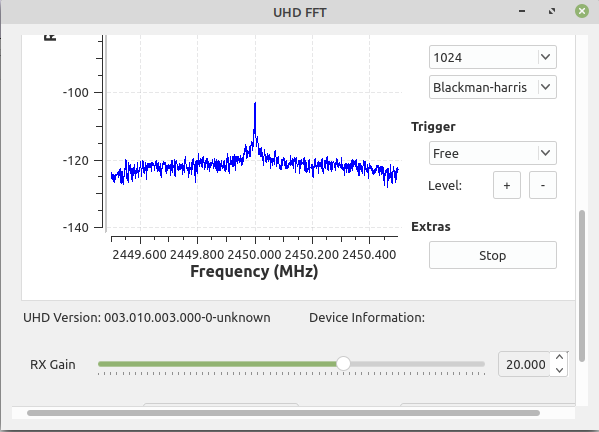 UHD FFT
1024
-100
Blackman-harris
Trigger
-120
Free
Level:
+
-
-140
Extras
Stop
2449.600 2449.800 2450.000 2450.200 2450.400
Frequency (MHz)
UHD Version: 003.010.003.000-0-unknown
Device Information:
RX Gain
20.000